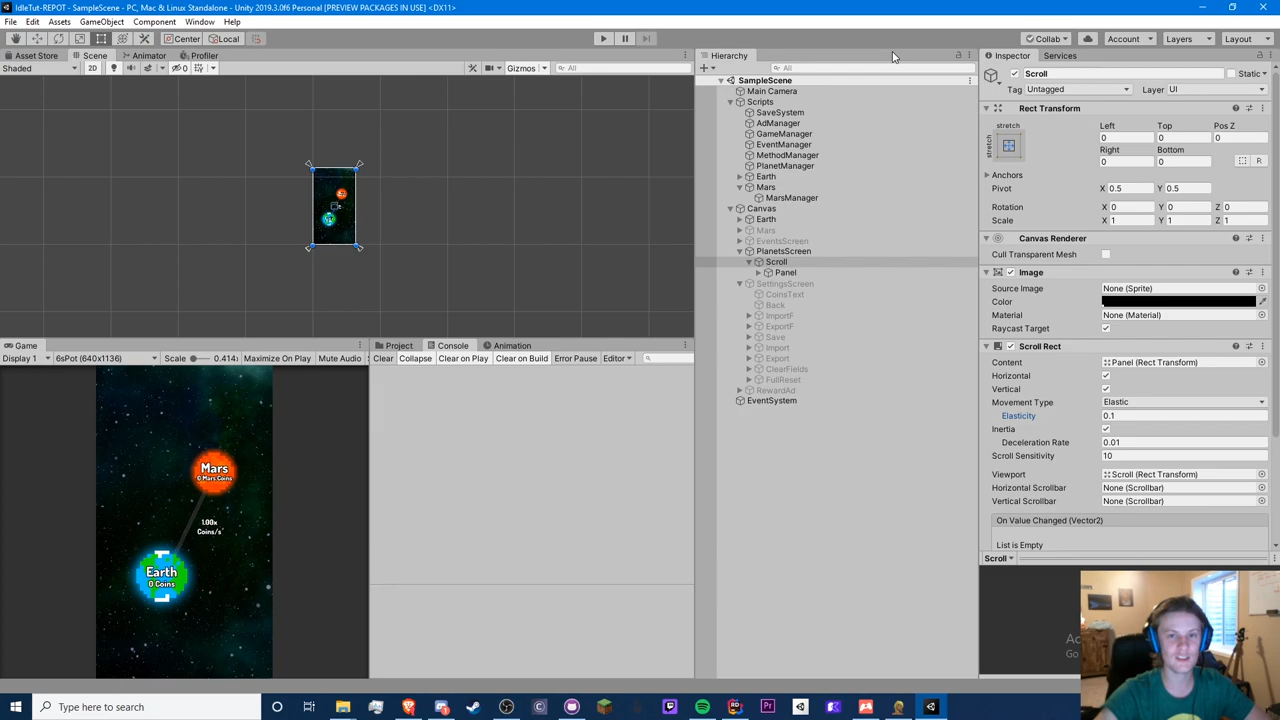 IdleTut-REPOT - SampleScene - PC, Mac & Linux Standalone - Unity 2019.3.0f6 Personal [PREVIEW PACKAGES IN USE] <DX11>
File Edit Assets GameObject Component Window Help
Center Local Collab Account Layers Layout
Asset Store Scene Animator Profiler
Shaded 2D 0 Gizmos All
Hierarchy
All
SampleScene
Main Camera
Scripts
SaveSystem
AdManager
GameManager
EventManager
MethodManager
PlanetManager
Earth
Mars
MarsManager
Canvas
Earth
Mars
EventsScreen
PlanetsScreen
Scroll
Panel
SettingsScreen
CoinsText
Back
ImportF
ExportF
Save
Import
Export
ClearFields
FullReset
RewardAd
EventSystem
Game
Display 1 6sPot (640x1136) Scale 0.414 Maximize On Play Mute Audio
Mars
0 Mars Coins
1.00x
Coins/s
Earth
0 Coins
Project Console Animation
Clear Collapse Clear on Play Clear on Build Error Pause Editor
Inspector Services
Scroll Static
Tag Untagged Layer UI
Rect Transform
stretch Left Top Pos Z
stretch 0 0 0
Right Bottom
0 0 R
Anchors
Pivot X 0.5 Y 0.5
Rotation X 0 Y 0 Z 0
Scale X 1 Y 1 Z 1
Canvas Renderer
Cull Transparent Mesh
Image
Source Image None (Sprite)
Color
Material None (Material)
Raycast Target
Scroll Rect
Content Panel (Rect Transform)
Horizontal
Vertical
Movement Type Elastic
Elasticity 0.1
Inertia
Deceleration Rate 0.01
Scroll Sensitivity 10
Viewport Scroll (Rect Transform)
Horizontal Scrollbar None (Scrollbar)
Vertical Scrollbar None (Scrollbar)
On Value Changed (Vector2)
List is Empty
Scroll
Go
Type here to search